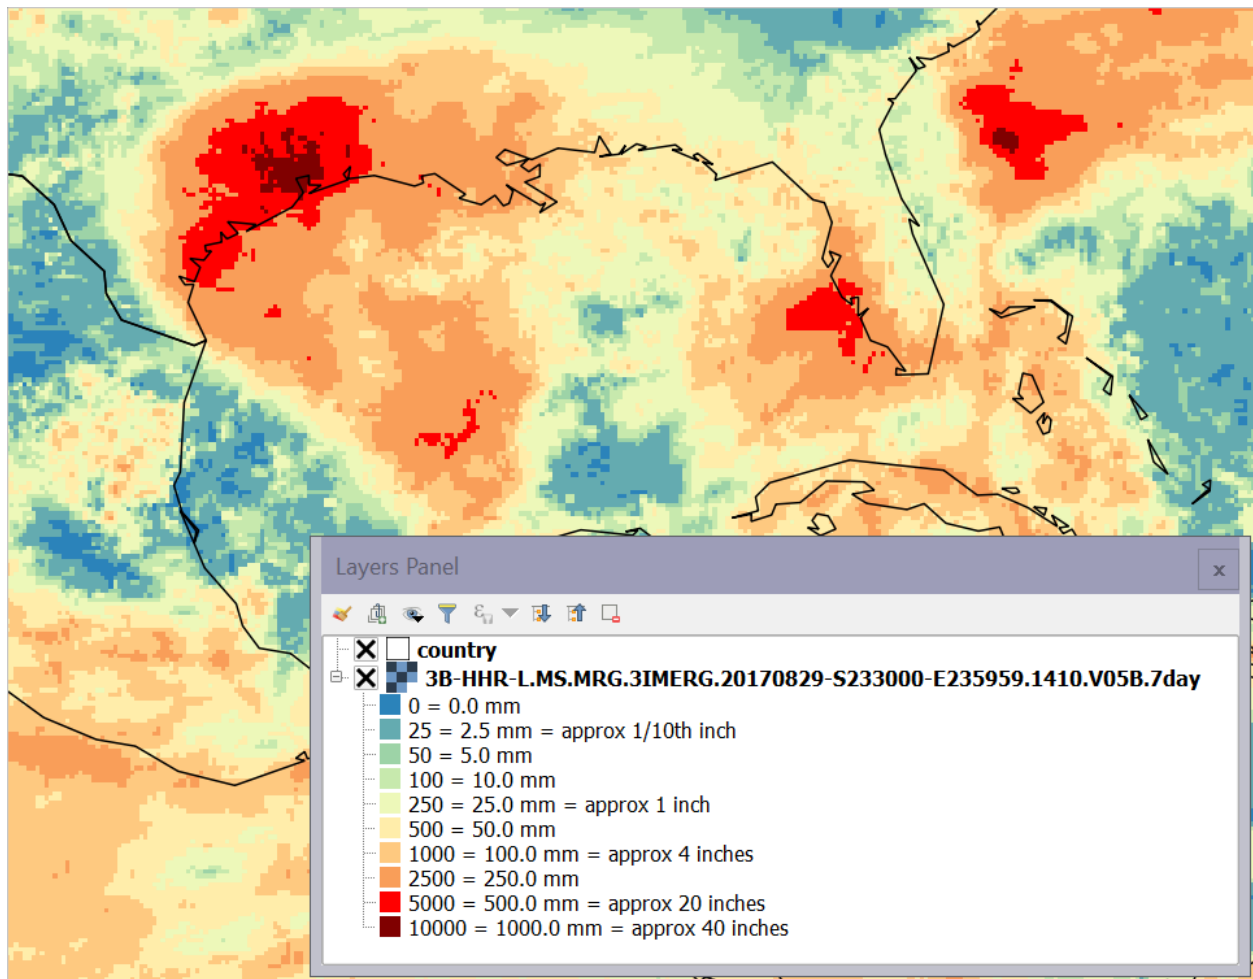 Layers Panel
x
country
3B-HHR-L.MS.MRG.3IMERG.20170829-S233000-E235959.1410.V05B.7day
0 = 0.0 mm
25 = 2.5 mm = approx 1/10th inch
50 = 5.0 mm
100 = 10.0 mm
250 = 25.0 mm = approx 1 inch
500 = 50.0 mm
1000 = 100.0 mm = approx 4 inches
2500 = 250.0 mm
5000 = 500.0 mm = approx 20 inches
10000 = 1000.0 mm = approx 40 inches